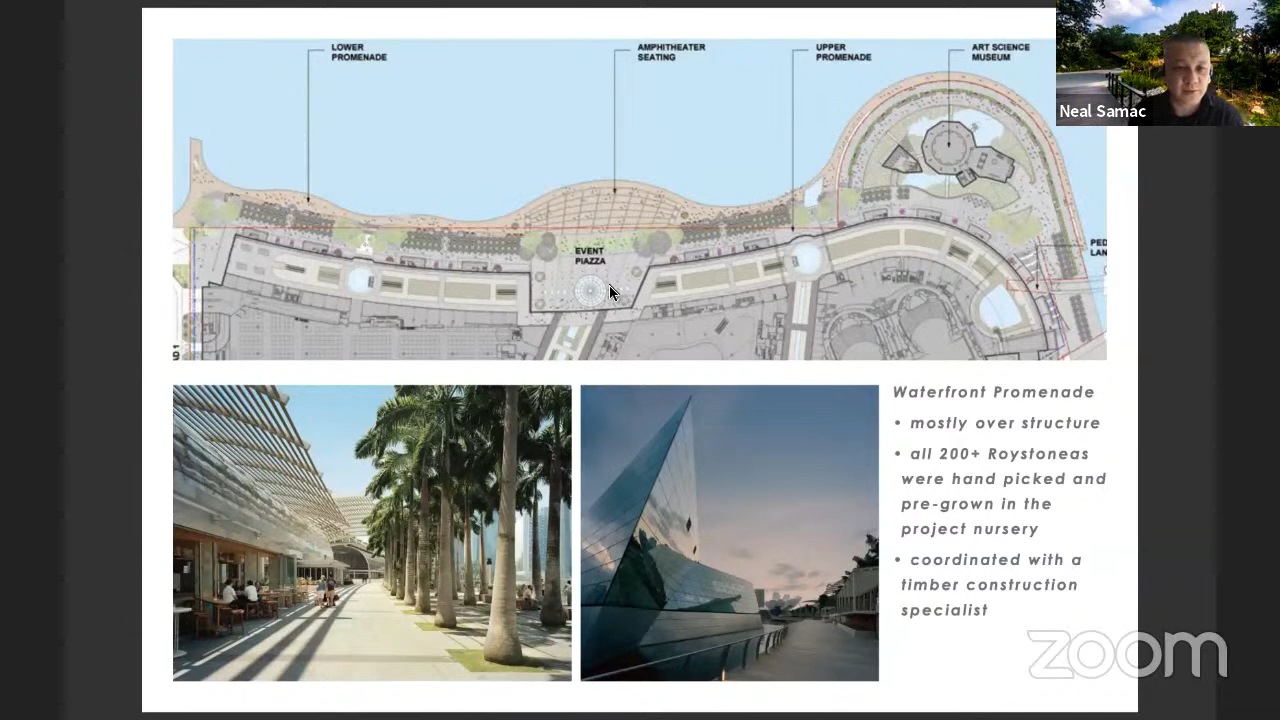 LOWER
PROMENADE
AMPHITHEATER
SEATING
UPPER
PROMENADE
ART SCIENCE
MUSEUM
Neal Samac
EVENT
PIAZZA
Waterfront Promenade
• mostly over structure
• all 200+ Roystoneas
were hand picked and
pre-grown in the
project nursery
• coordinated with a
timber construction
specialist
zoom